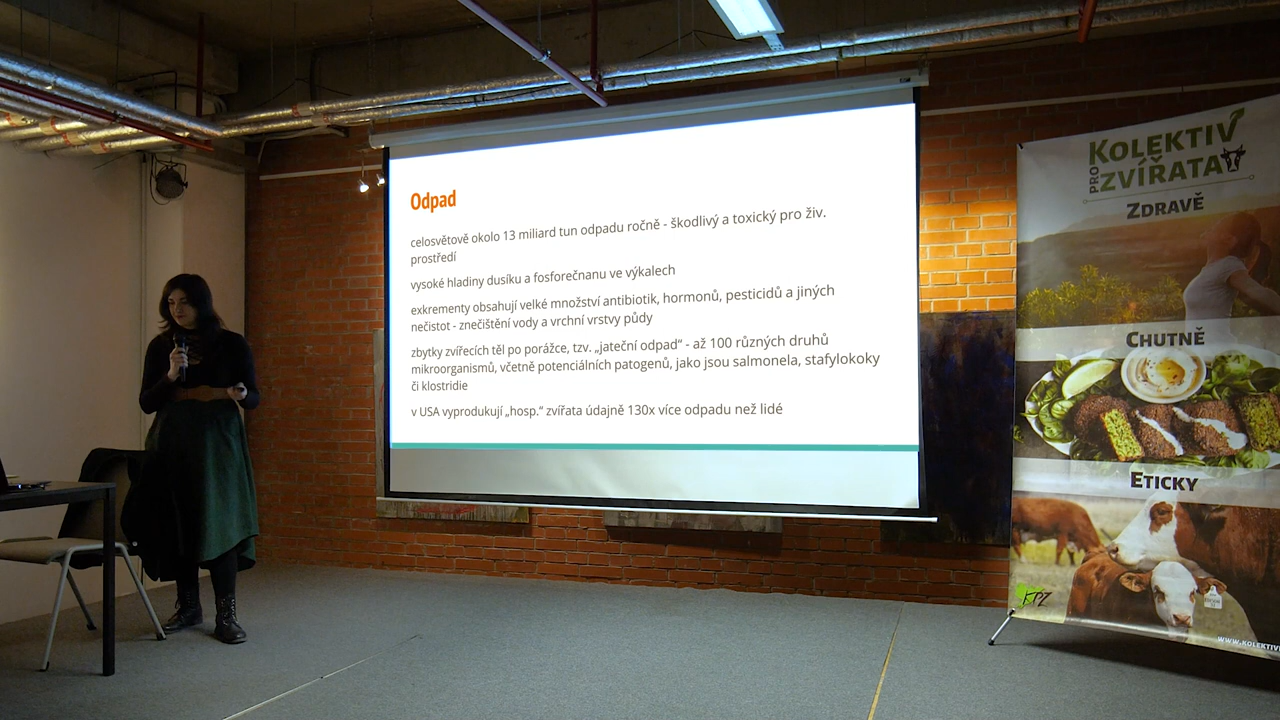 Odpad
celosvětově okolo 13 miliard tun odpadu ročně - škodlivý a toxický pro živ.
prostředí
vysoké hladiny dusíku a fosforečnanu ve výkalech
exkrementy obsahují velké množství antibiotik, hormonů, pesticidů a jiných
nečistot - znečištění vody a vrchní vrstvy půdy
zbytky zvířecích těl po porážce, tzv. „jateční odpad“ - až 100 různých druhů
mikroorganismů, včetně potenciálních patogenů, jako jsou salmonela, stafylokoky
či klostridie
v USA vyprodukují „hosp.“ zvířata údajně 130x více odpadu než lidé
KOLEKTIV
PRO ZVÍŘATA
ZDRAVĚ
CHUTNĚ
ETICKY
KPZ
WWW.KOLEKTIV